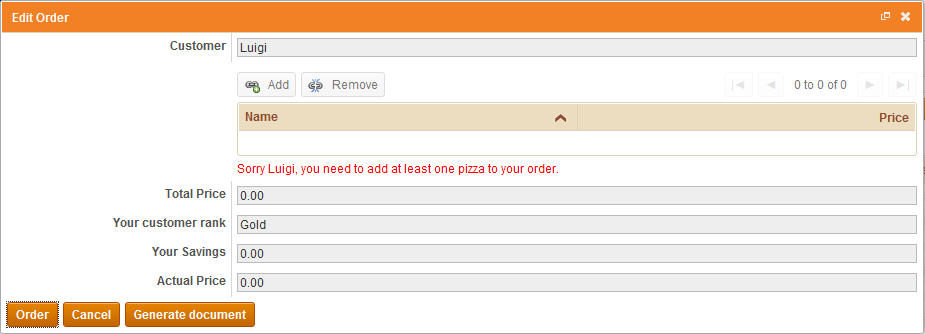 Edit Order
Customer Luigi
Add Remove 0 to 0 of 0
Name Price
Sorry Luigi, you need to add at least one pizza to your order.
Total Price 0.00
Your customer rank Gold
Your Savings 0.00
Actual Price 0.00
Order Cancel Generate document